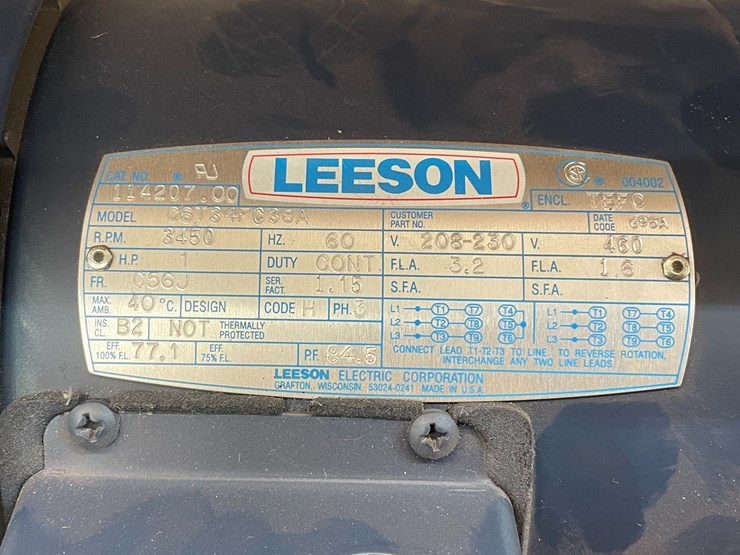 CAT NO. ® LEESON ® ® 004002
114207.00 ENCL. TEFC
MODEL C6T34FC38A CUSTOMER PART NO. DATE CODE
R.P.M. 3450 HZ. 60 V. 208-230 V. 460
H.P. 1 DUTY CONT. F.L.A. 3.2 F.L.A. 1.6
FR. C56J SER. FACT. 1.15 S.F.A. S.F.A.
MAX. AMB. 40 °C. DESIGN CODE H PH. 3
INS. CL. B2 NOT THERMALLY PROTECTED
EFF. 100% F.L. 77.1 EFF. 75% F.L. P.F. 84.5
L1 T1 T7 T4 L1 T1 T7 T4
L2 T2 T8 T5 L2 T2 T8 T5
L3 T3 T9 T6 L3 T3 T9 T6
CONNECT LEAD T1-T2-T3 TO LINE, TO REVERSE ROTATION,
INTERCHANGE ANY TWO LINE LEADS.
LEESON ELECTRIC CORPORATION
GRAFTON, WISCONSIN 53024-0241 MADE IN U.S.A.